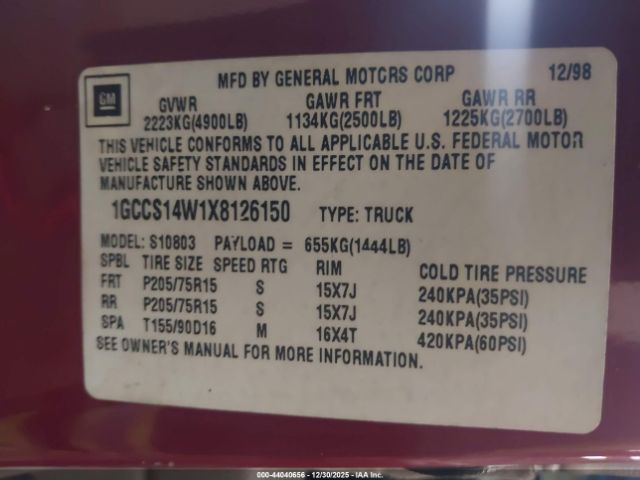 MFD BY GENERAL MOTORS CORP 12/98
GM
GVWR GAWR FRT GAWR RR
2223KG(4900LB) 1134KG(2500LB) 1225KG(2700LB)
THIS VEHICLE CONFORMS TO ALL APPLICABLE U.S. FEDERAL MOTOR
VEHICLE SAFETY STANDARDS IN EFFECT ON THE DATE OF
MANUFACTURE SHOWN ABOVE.
1GCCS14W1X8126150 TYPE: TRUCK
MODEL: S10803 PAYLOAD = 655KG(1444LB)
SPBL TIRE SIZE SPEED RTG RIM COLD TIRE PRESSURE
FRT P205/75R15 S 15X7J 240KPA(35PSI)
RR P205/75R15 S 15X7J 240KPA(35PSI)
SPA T155/90D16 M 16X4T 420KPA(60PSI)
SEE OWNER'S MANUAL FOR MORE INFORMATION.
000-44040656 - 12/30/2025 - IAA Inc.